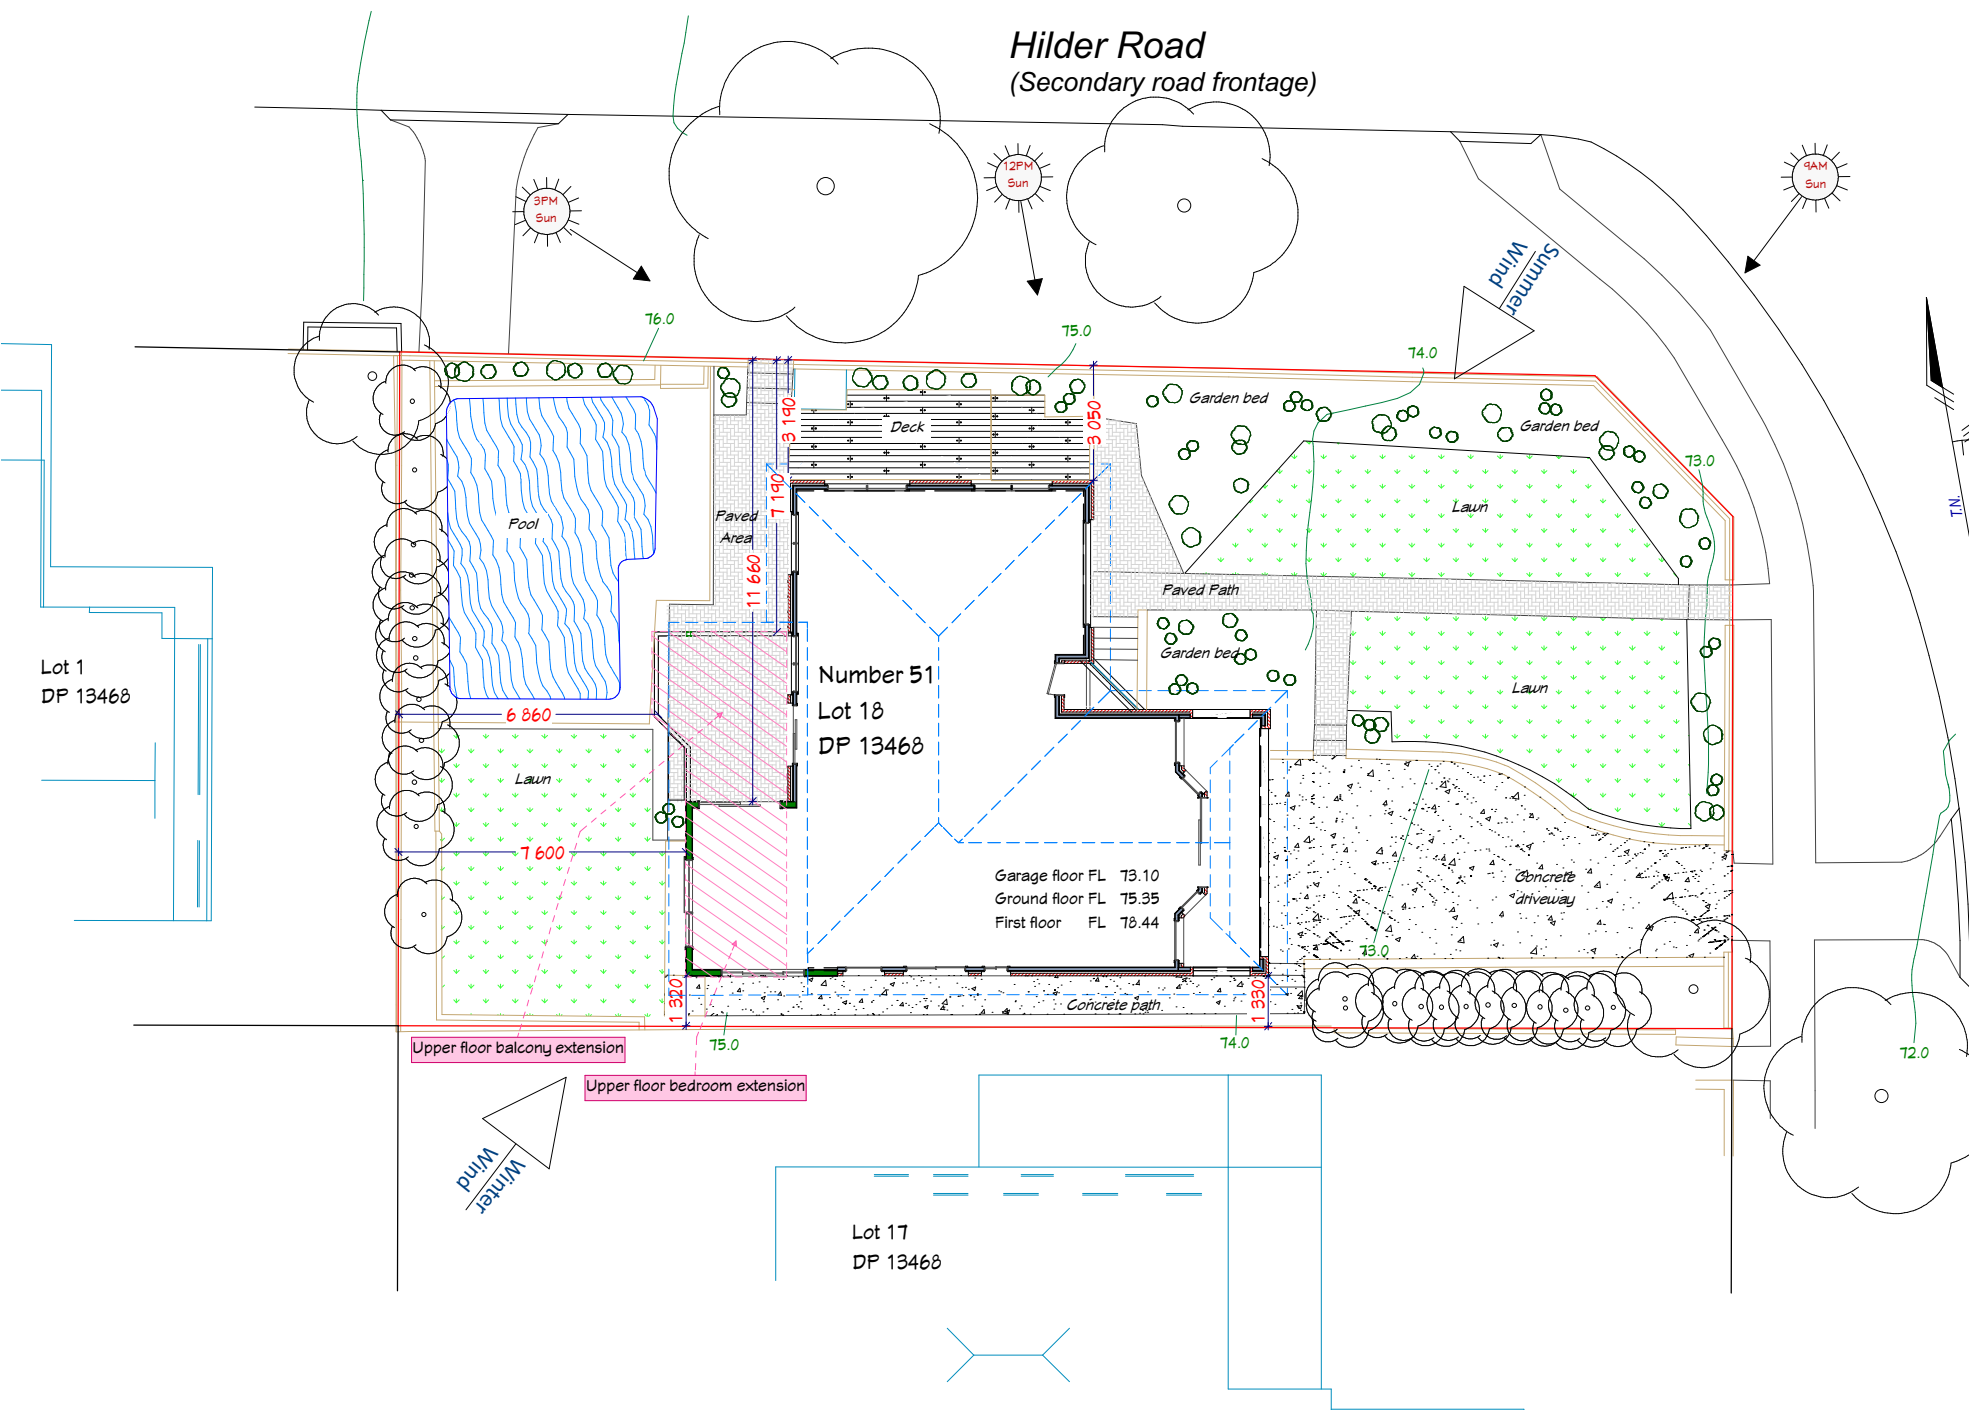 Hilder Road
(Secondary road frontage)
3PM
Sun
12PM
Sun
9AM
Sun
Summer
Wind
76.0
75.0
74.0
73.0
3 190
3 050
7 190
11 660
Deck
Garden bed
Garden bed
Lawn
T.N.
Pool
Paved
Area
Paved Path
Garden bed
Lawn
Lot 1
DP 13468
Number 51
Lot 18
DP 13468
6 860
Lawn
7 600
Garage floor FL 73.10
Ground floor FL 75.35
First floor FL 78.44
Concrete
driveway
73.0
1 320
1 330
Concrete path
75.0
74.0
72.0
Upper floor balcony extension
Upper floor bedroom extension
Winter
Wind
Lot 17
DP 13468